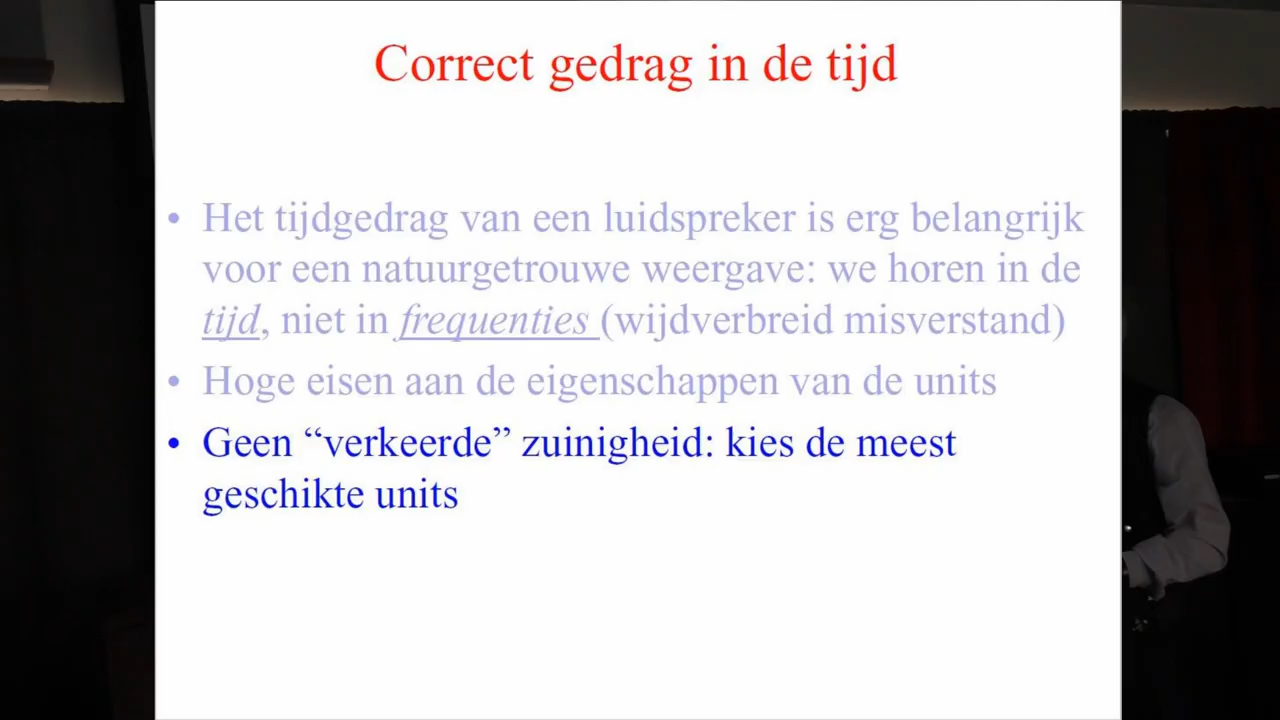 Correct gedrag in de tijd
• Het tijdgedrag van een luidspreker is erg belangrijk
voor een natuurgetrouwe weergave: we horen in de
tijd, niet in frequenties (wijdverbreid misverstand)
• Hoge eisen aan de eigenschappen van de units
• Geen “verkeerde” zuinigheid: kies de meest
geschikte units